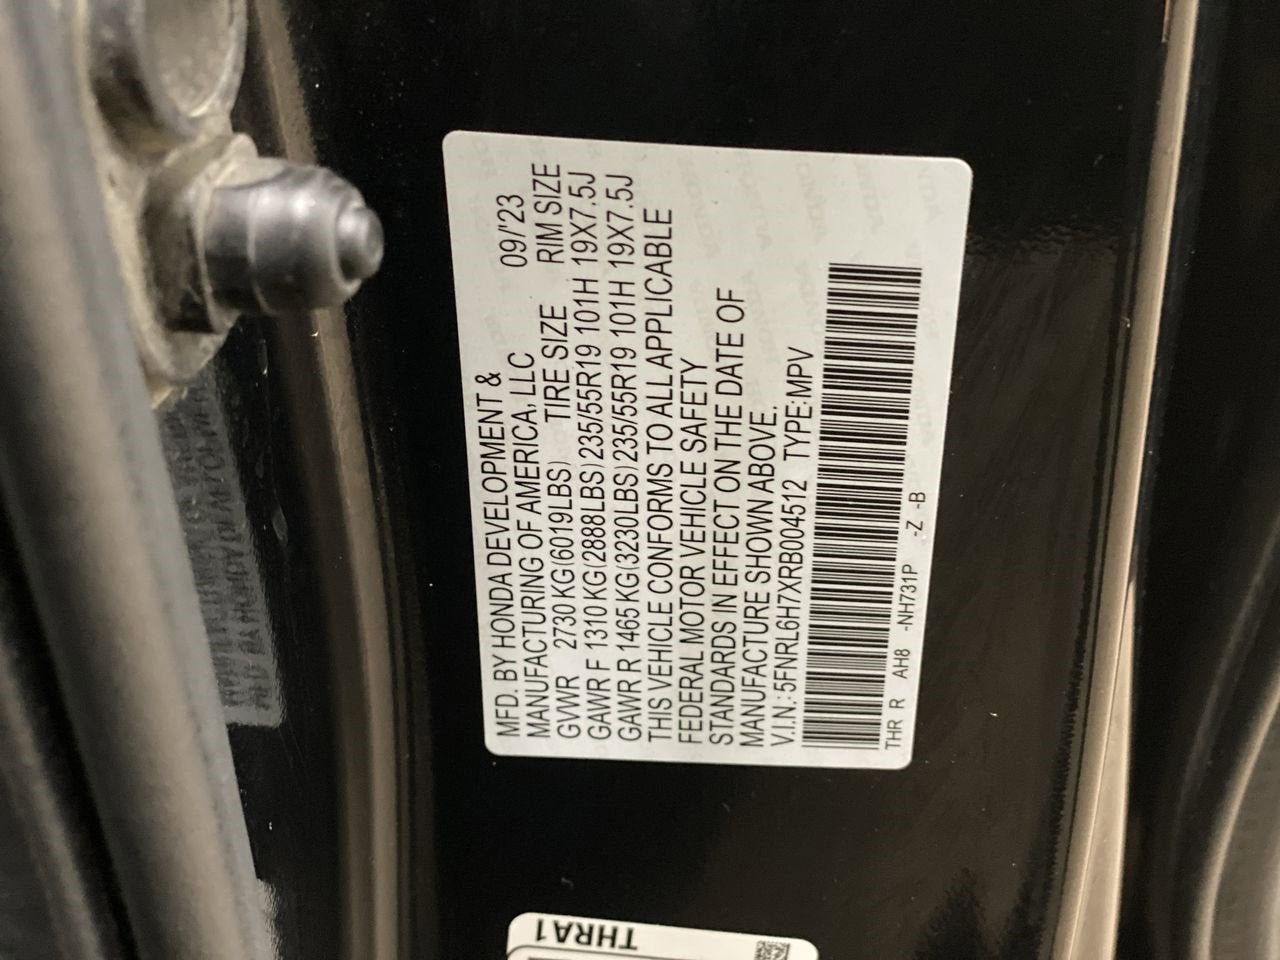 MFD. BY HONDA DEVELOPMENT &
MANUFACTURING OF AMERICA, LLC 09/'23
GVWR 2730 KG(6019LBS) TIRE SIZE RIM SIZE
GAWR F 1310 KG(2888LBS) 235/55R19 101H 19X7.5J
GAWR R 1465 KG(3230LBS) 235/55R19 101H 19X7.5J
THIS VEHICLE CONFORMS TO ALL APPLICABLE
FEDERAL MOTOR VEHICLE SAFETY
STANDARDS IN EFFECT ON THE DATE OF
MANUFACTURE SHOWN ABOVE.
V.I.N.: 5FNRL6H7XRB004512 TYPE:MPV
THR R AH8 -NH731P -Z -B
THRA1